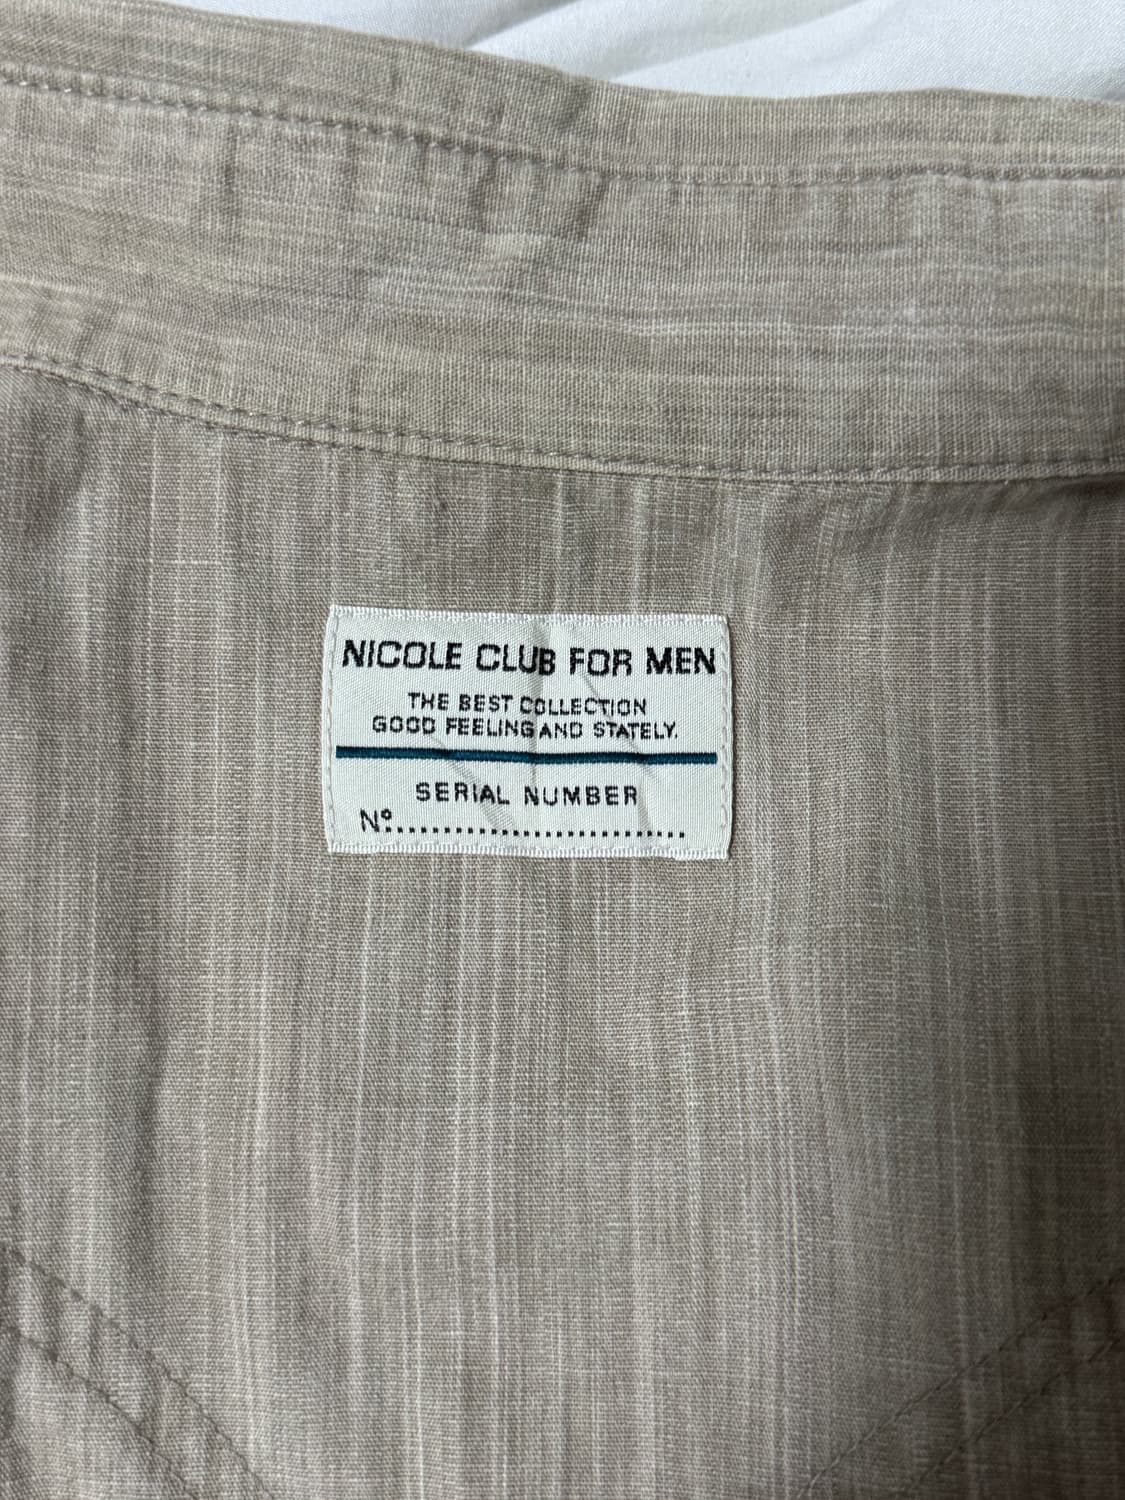 NICOLE CLUB FOR MEN
THE BEST COLLECTION
GOOD FEELING AND STATELY.
SERIAL NUMBER
Nº..............................